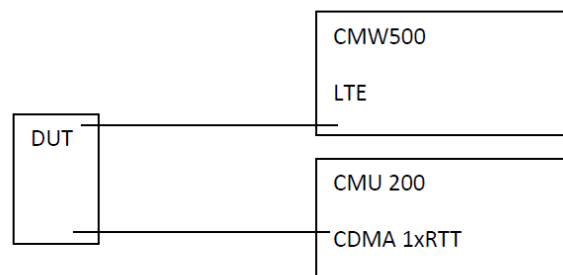 CMW500
LTE
DUT
CMU 200
CDMA 1xRTT